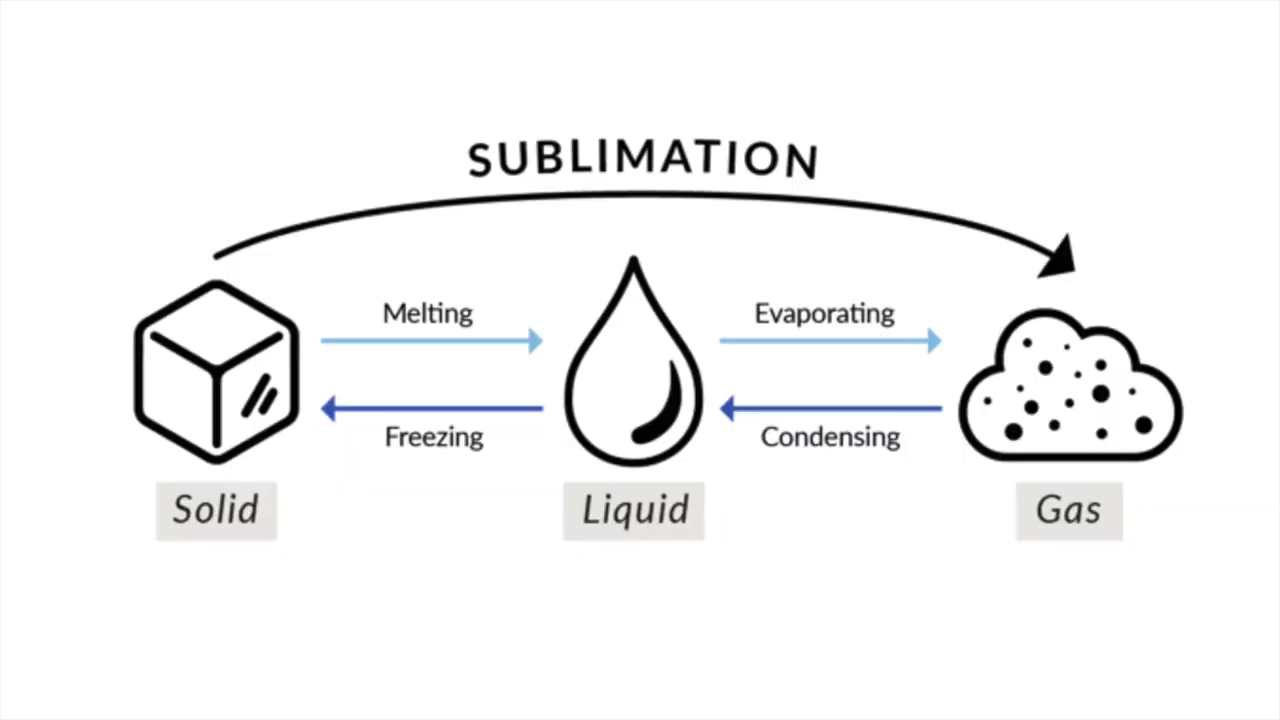 SUBLIMATION
Melting
Evaporating
Freezing
Condensing
Solid
Liquid
Gas